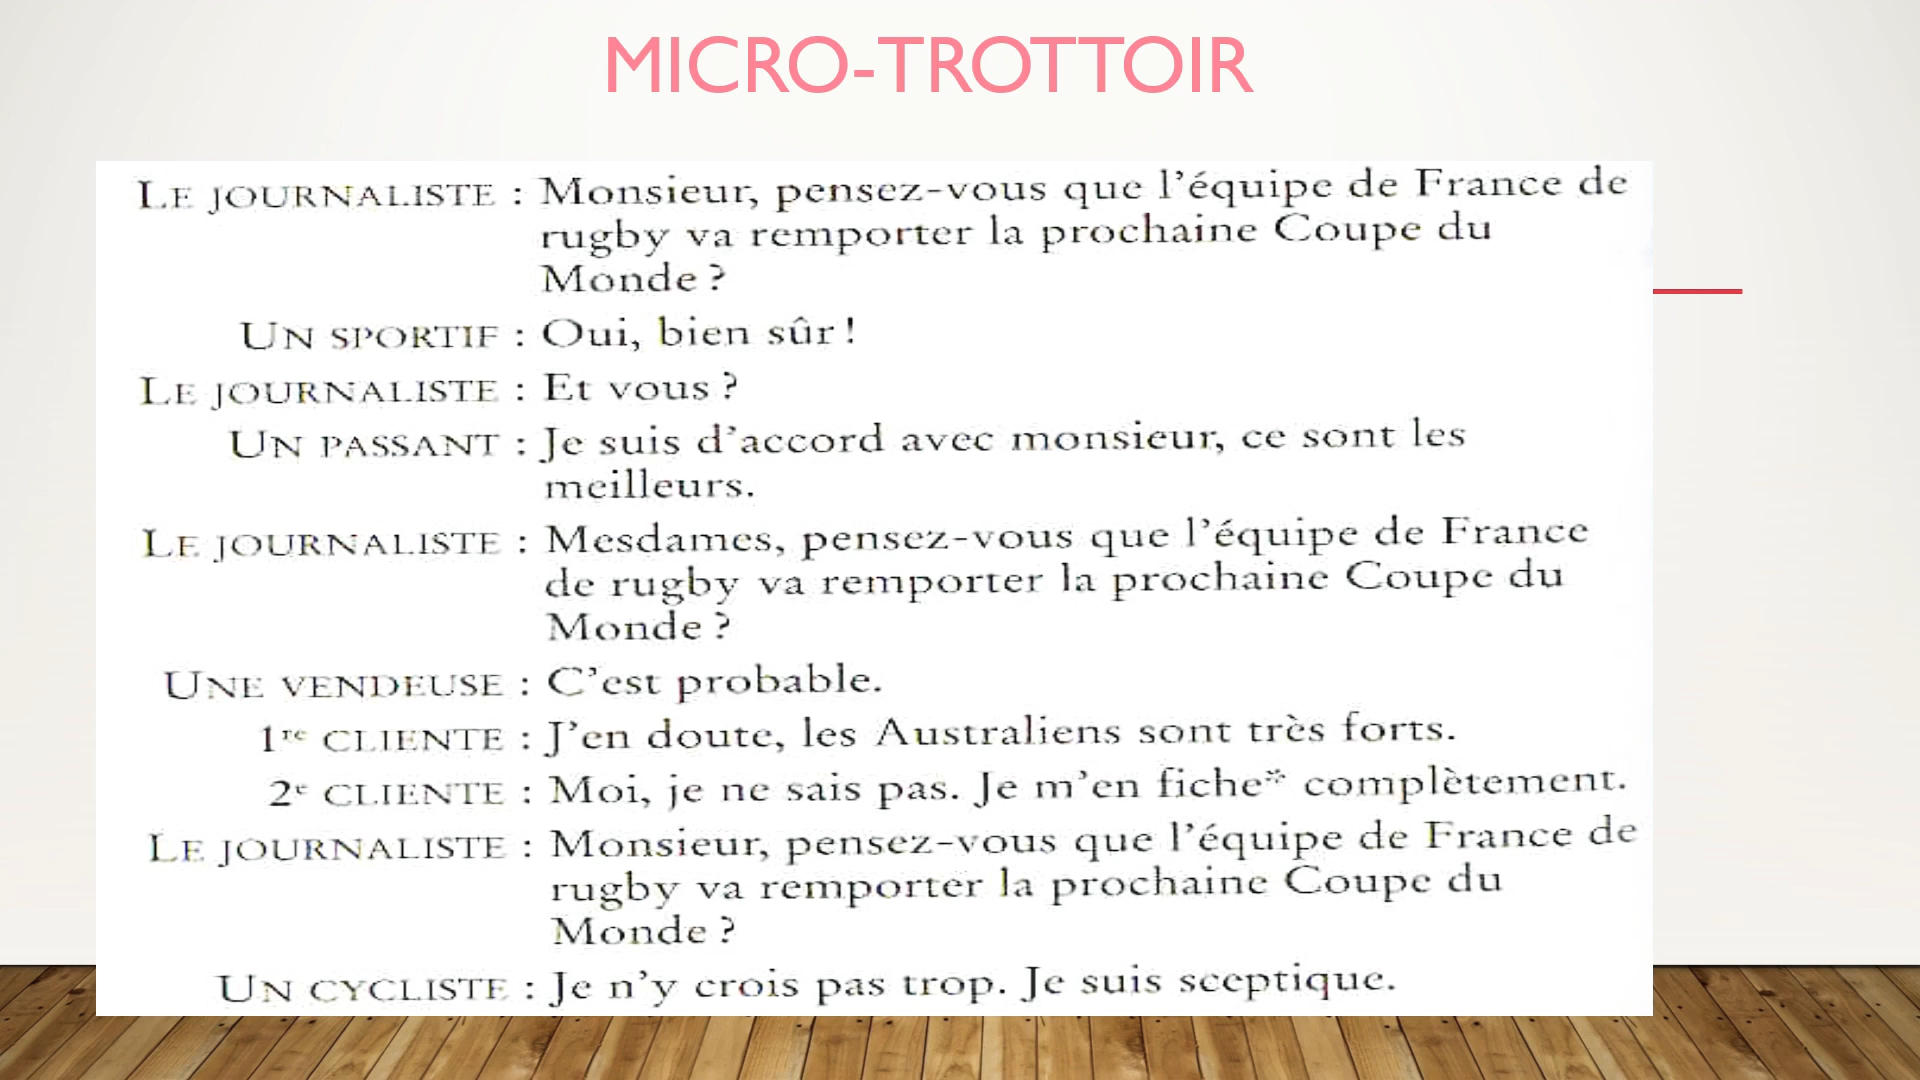 MICRO-TROTTOIR
LE JOURNALISTE : Monsieur, pensez-vous que l'équipe de France de
rugby va remporter la prochaine Coupe du
Monde ?
UN SPORTIF : Oui, bien sûr !
LE JOURNALISTE : Et vous ?
UN PASSANT : Je suis d'accord avec monsieur, ce sont les
meilleurs.
LE JOURNALISTE : Mesdames, pensez-vous que l'équipe de France
de rugby va remporter la prochaine Coupe du
Monde ?
UNE VENDEUSE : C'est probable.
1re CLIENTE : J'en doute, les Australiens sont très forts.
2e CLIENTE : Moi, je ne sais pas. Je m'en fiche* complètement.
LE JOURNALISTE : Monsieur, pensez-vous que l'équipe de France de
rugby va remporter la prochaine Coupe du
Monde ?
UN CYCLISTE : Je n'y crois pas trop. Je suis sceptique.